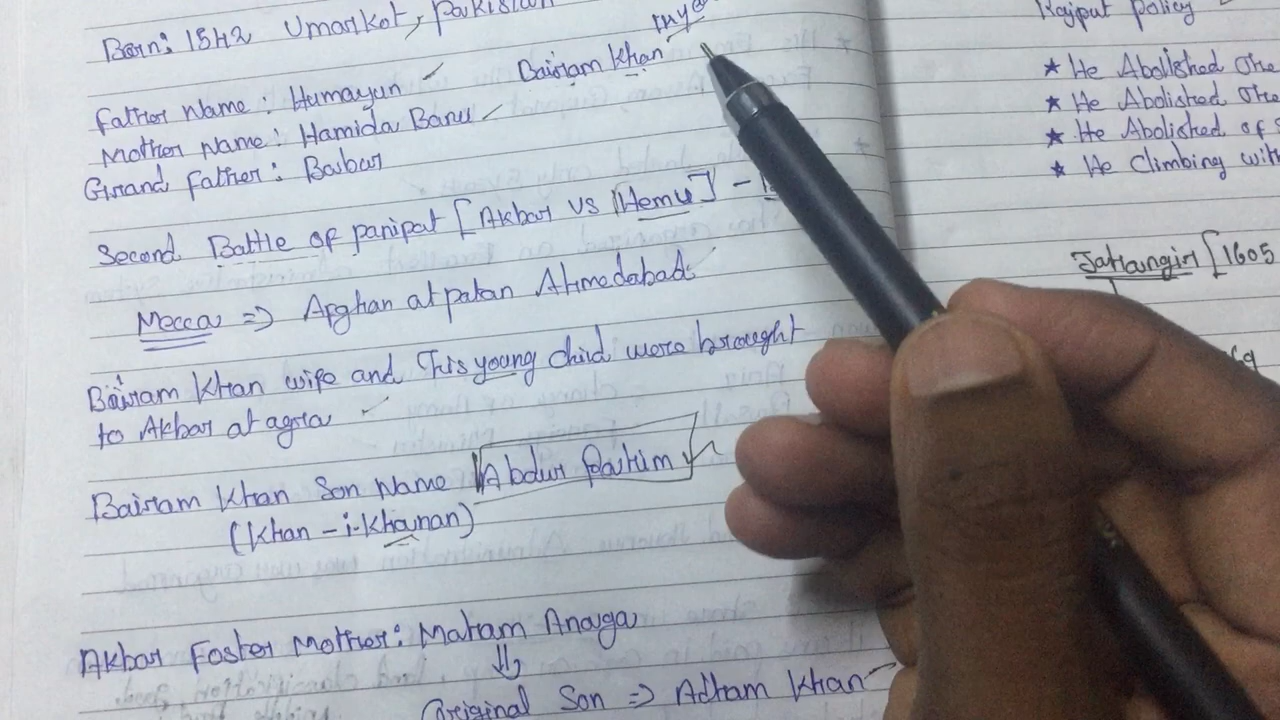 Born: 1542 Umarkot, Pakistan
Father Name : Humayun
Bairam Khan
Mother Name : Hamida Banu
Grand Father : Babar
Second Battle of panipat [Akbar vs Hemu] -
Mecca => Afghan at patan Ahmedabad.
Bairam Khan wife and His young child were brought
to Akbar at agra
Bairam Khan Son Name Abdur Rahim
(Khan-i-Khanan)
Akbar Foster Mother : Maham Anaga
Original Son => Adham Khan
Rajput Policy
★ He Abolished the
★ He Abolished the
★ He Abolished of
★ He Climbing with
Jahangir [1605